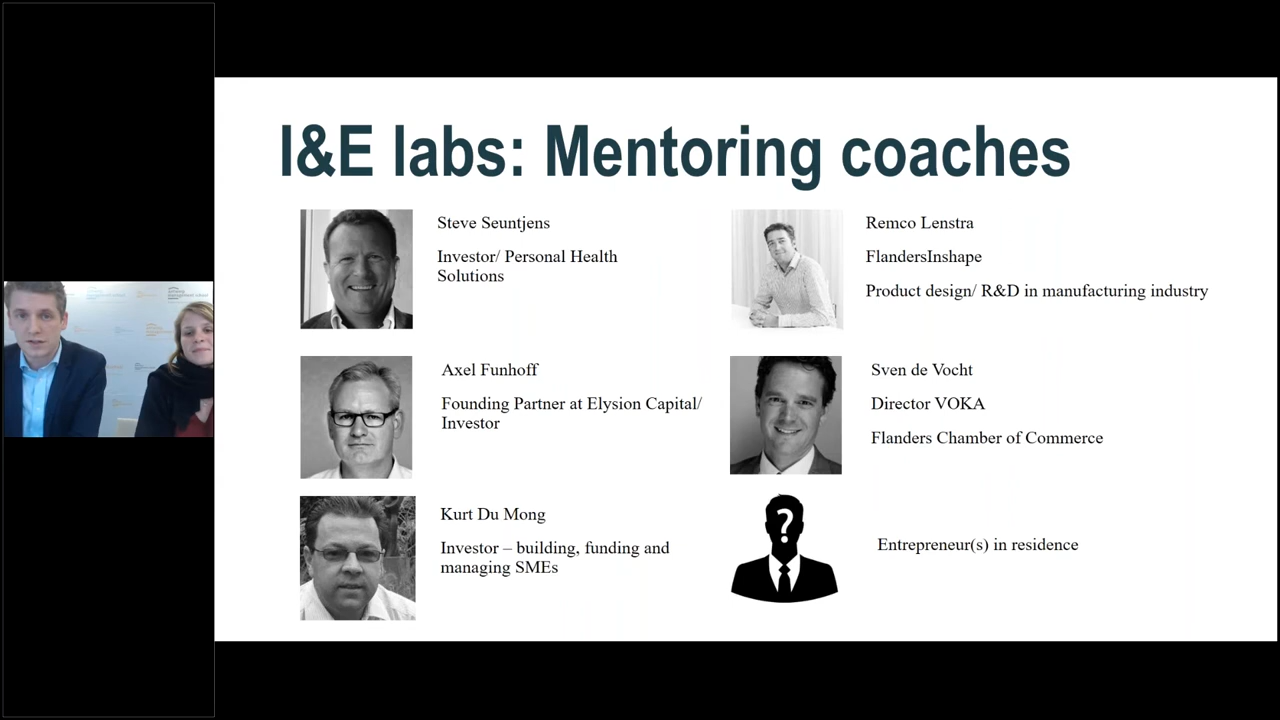 I&E labs: Mentoring coaches
Steve Seuntjens
Investor/ Personal Health
Solutions
Remco Lenstra
FlandersInshape
Product design/ R&D in manufacturing industry
Axel Funhoff
Founding Partner at Elysion Capital/
Investor
Sven de Vocht
Director VOKA
Flanders Chamber of Commerce
Kurt Du Mong
Investor – building, funding and
managing SMEs
?
Entrepreneur(s) in residence